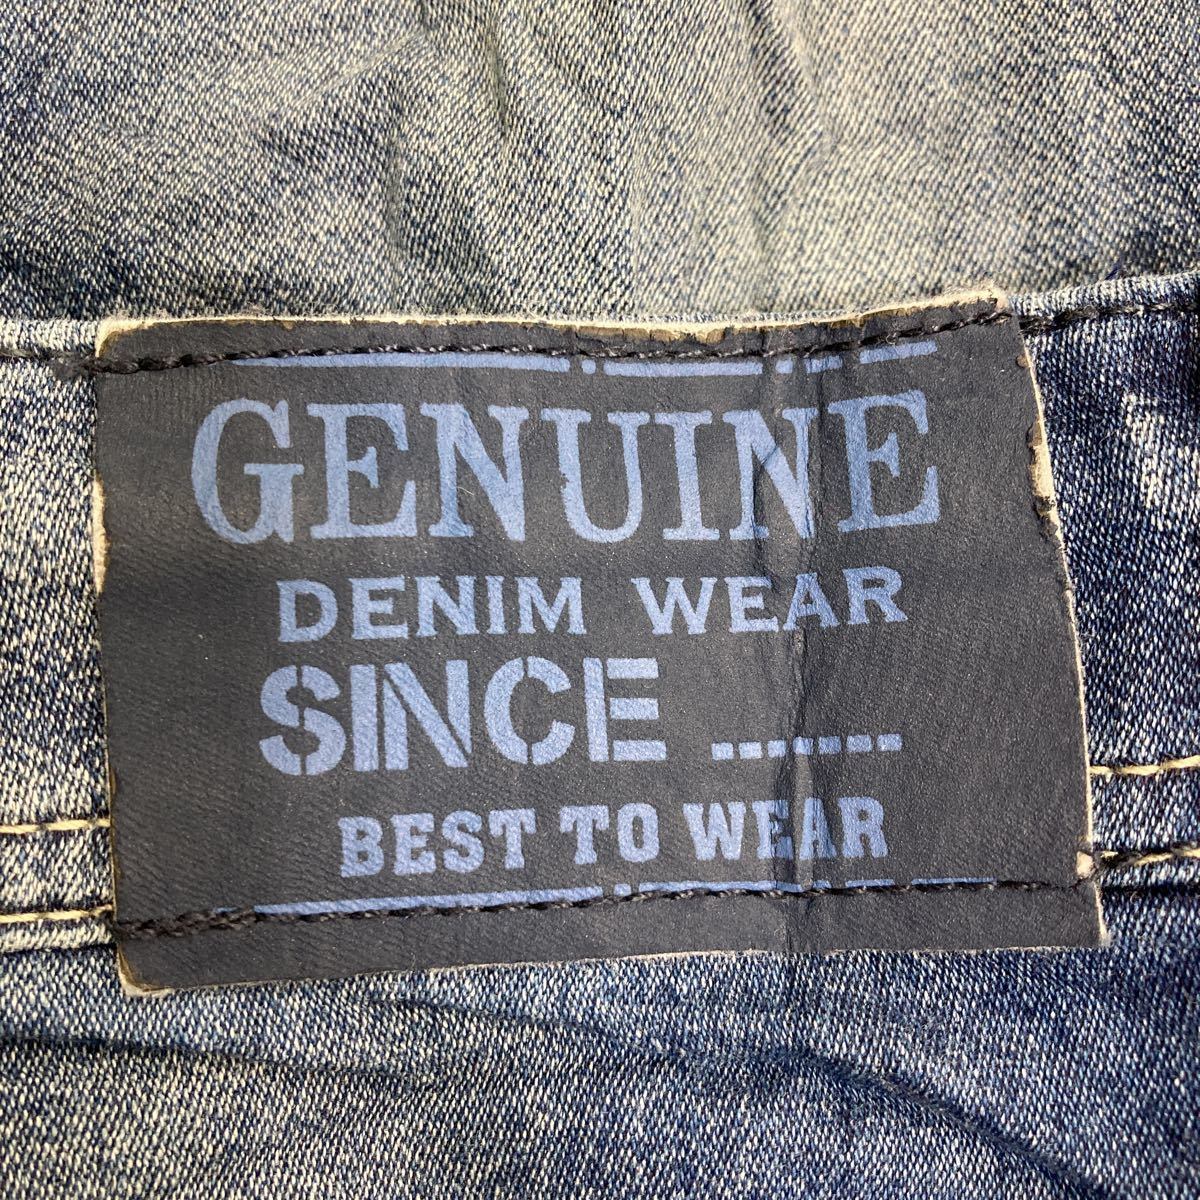 GENUINE
DENIM WEAR
SINCE .......
BEST TO WEAR